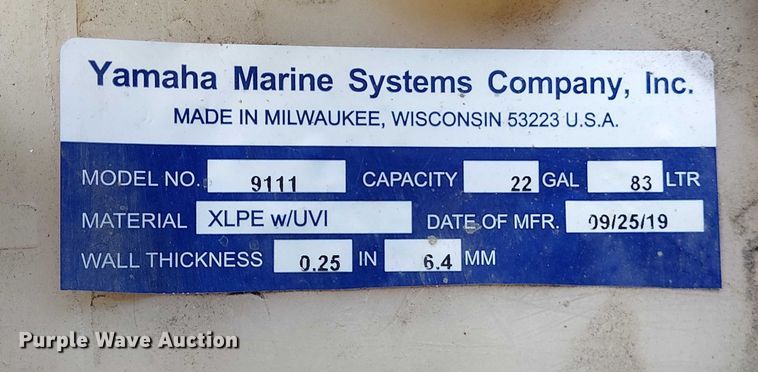 Yamaha Marine Systems Company, Inc.
MADE IN MILWAUKEE, WISCONSIN 53223 U.S.A.
MODEL NO. 9111 CAPACITY 22 GAL 83 LTR
MATERIAL XLPE w/UVI DATE OF MFR. 09/25/19
WALL THICKNESS 0.25 IN 6.4 MM
Purple Wave Auction